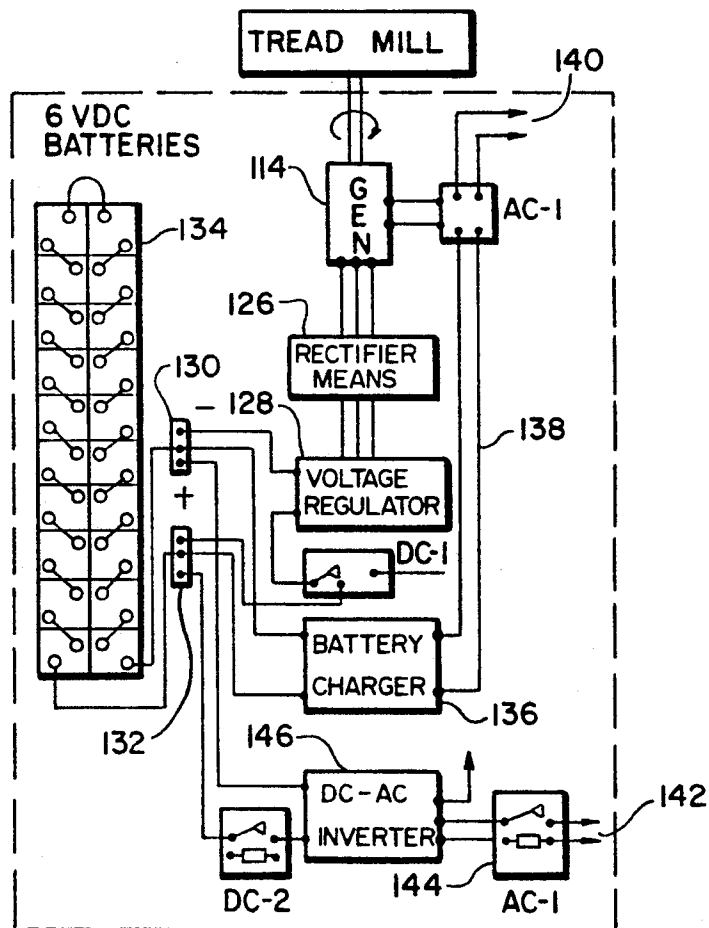 TREAD MILL
140
6 VDC
BATTERIES
114
GEN
AC-1
134
126
RECTIFIER
MEANS
130
128
−
138
VOLTAGE
REGULATOR
+
DC-1
BATTERY
CHARGER
132
136
146
DC-AC
INVERTER
142
144
DC-2
AC-1